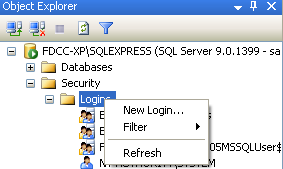 Object Explorer
FDCC-XP\SQLEXPRESS (SQL Server 9.0.1399 - sa
Databases
Security
Logins
New Login...
Filter
Refresh
05MSSQLUser$